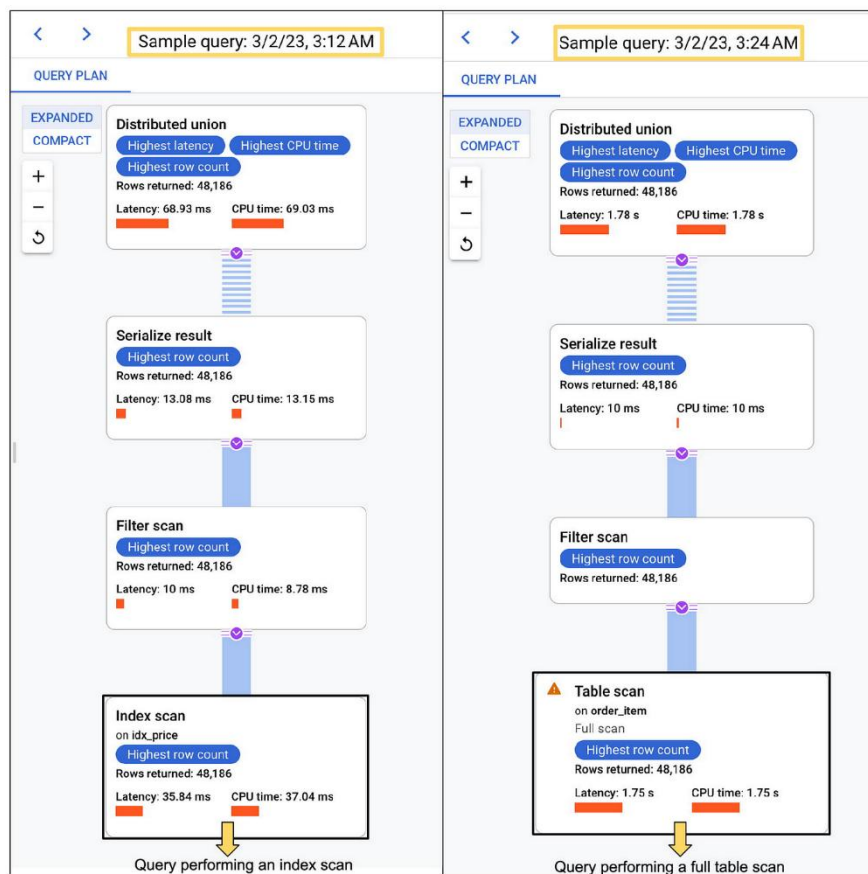 Sample query: 3/2/23, 3:12 AM
QUERY PLAN
EXPANDED
COMPACT
Distributed union
Highest latency Highest CPU time
Highest row count
Rows returned: 48,186
Latency: 68.93 ms CPU time: 69.03 ms
Serialize result
Highest row count
Rows returned: 48,186
Latency: 13.08 ms CPU time: 13.15 ms
Filter scan
Highest row count
Rows returned: 48,186
Latency: 10 ms CPU time: 8.78 ms
Index scan
on idx_price
Highest row count
Rows returned: 48,186
Latency: 35.84 ms CPU time: 37.04 ms
Query performing an index scan
Sample query: 3/2/23, 3:24 AM
QUERY PLAN
EXPANDED
COMPACT
Distributed union
Highest latency Highest CPU time
Highest row count
Rows returned: 48,186
Latency: 1.78 s CPU time: 1.78 s
Serialize result
Highest row count
Rows returned: 48,186
Latency: 10 ms CPU time: 10 ms
Filter scan
Highest row count
Rows returned: 48,186
Table scan
on order_item
Full scan
Highest row count
Rows returned: 48,186
Latency: 1.75 s CPU time: 1.75 s
Query performing a full table scan